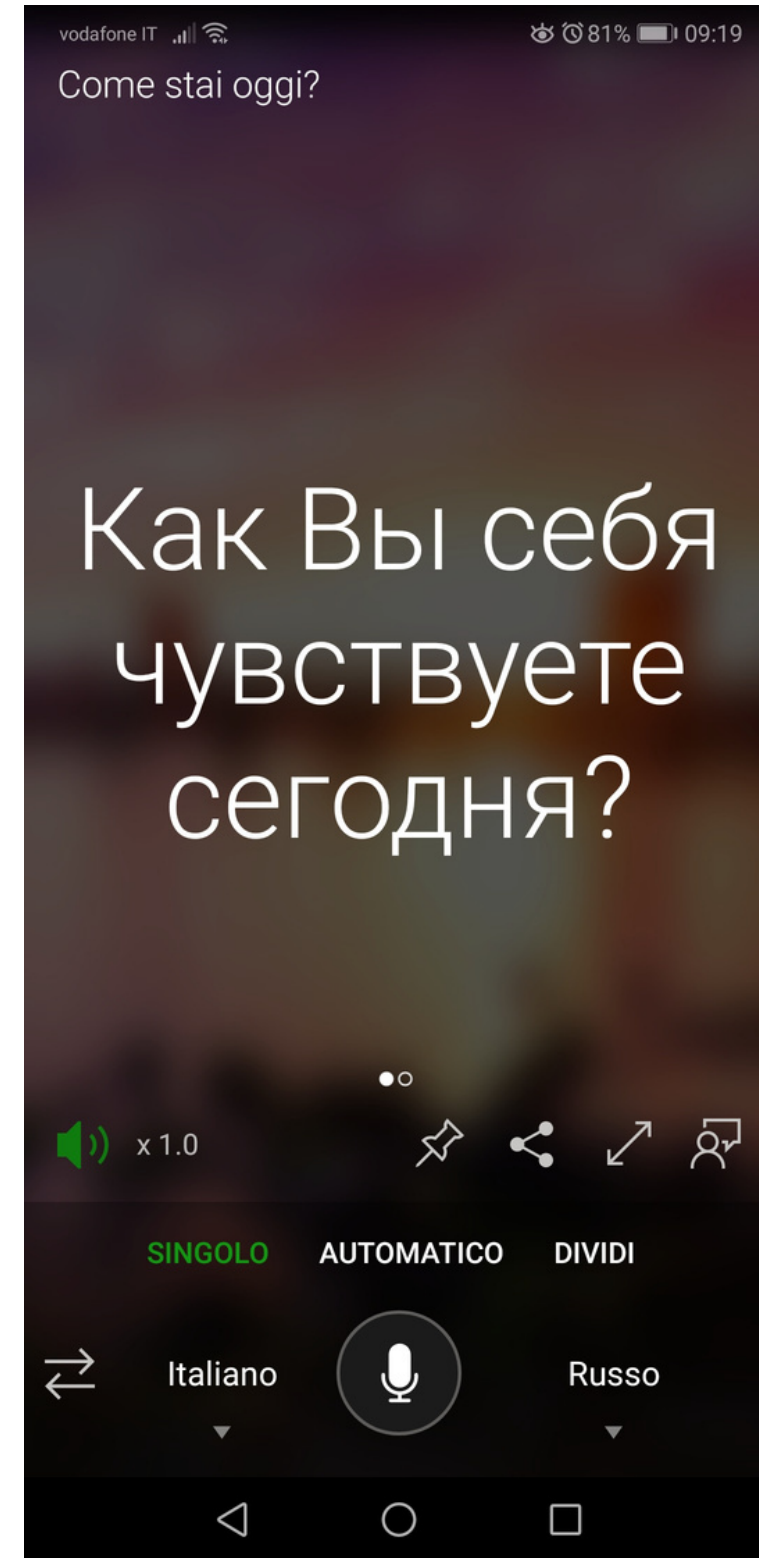 vodafone IT 81% 09:19
Come stai oggi?
Как Вы себя
чувствуете
сегодня?
x 1.0
SINGOLO AUTOMATICO DIVIDI
Italiano Russo